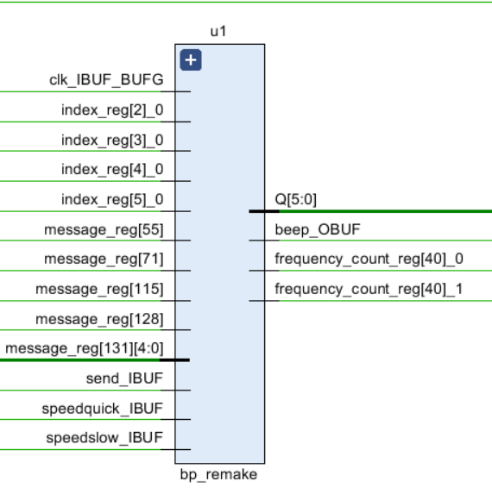 u1
+
clk_IBUF_BUFG
index_reg[2]_0
index_reg[3]_0
index_reg[4]_0
index_reg[5]_0
message_reg[55]
message_reg[71]
message_reg[115]
message_reg[128]
message_reg[131][4:0]
send_IBUF
speedquick_IBUF
speedslow_IBUF
Q[5:0]
beep_OBUF
frequency_count_reg[40]_0
frequency_count_reg[40]_1
bp_remake